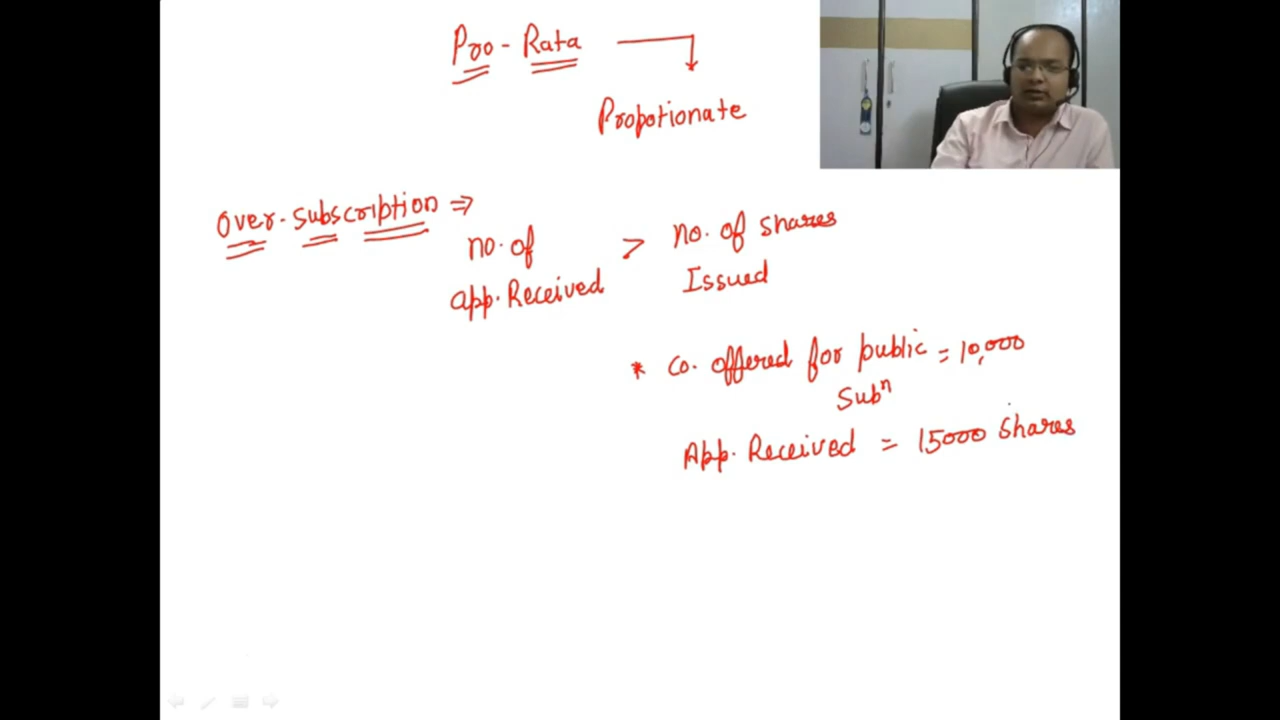 Pro-Rata
Propotionate
Over-Subscription ⇒
no. of > no. of shares
app. Received Issued
* Co. offered for public = 10,000
Subⁿ
App. Received = 15000 Shares